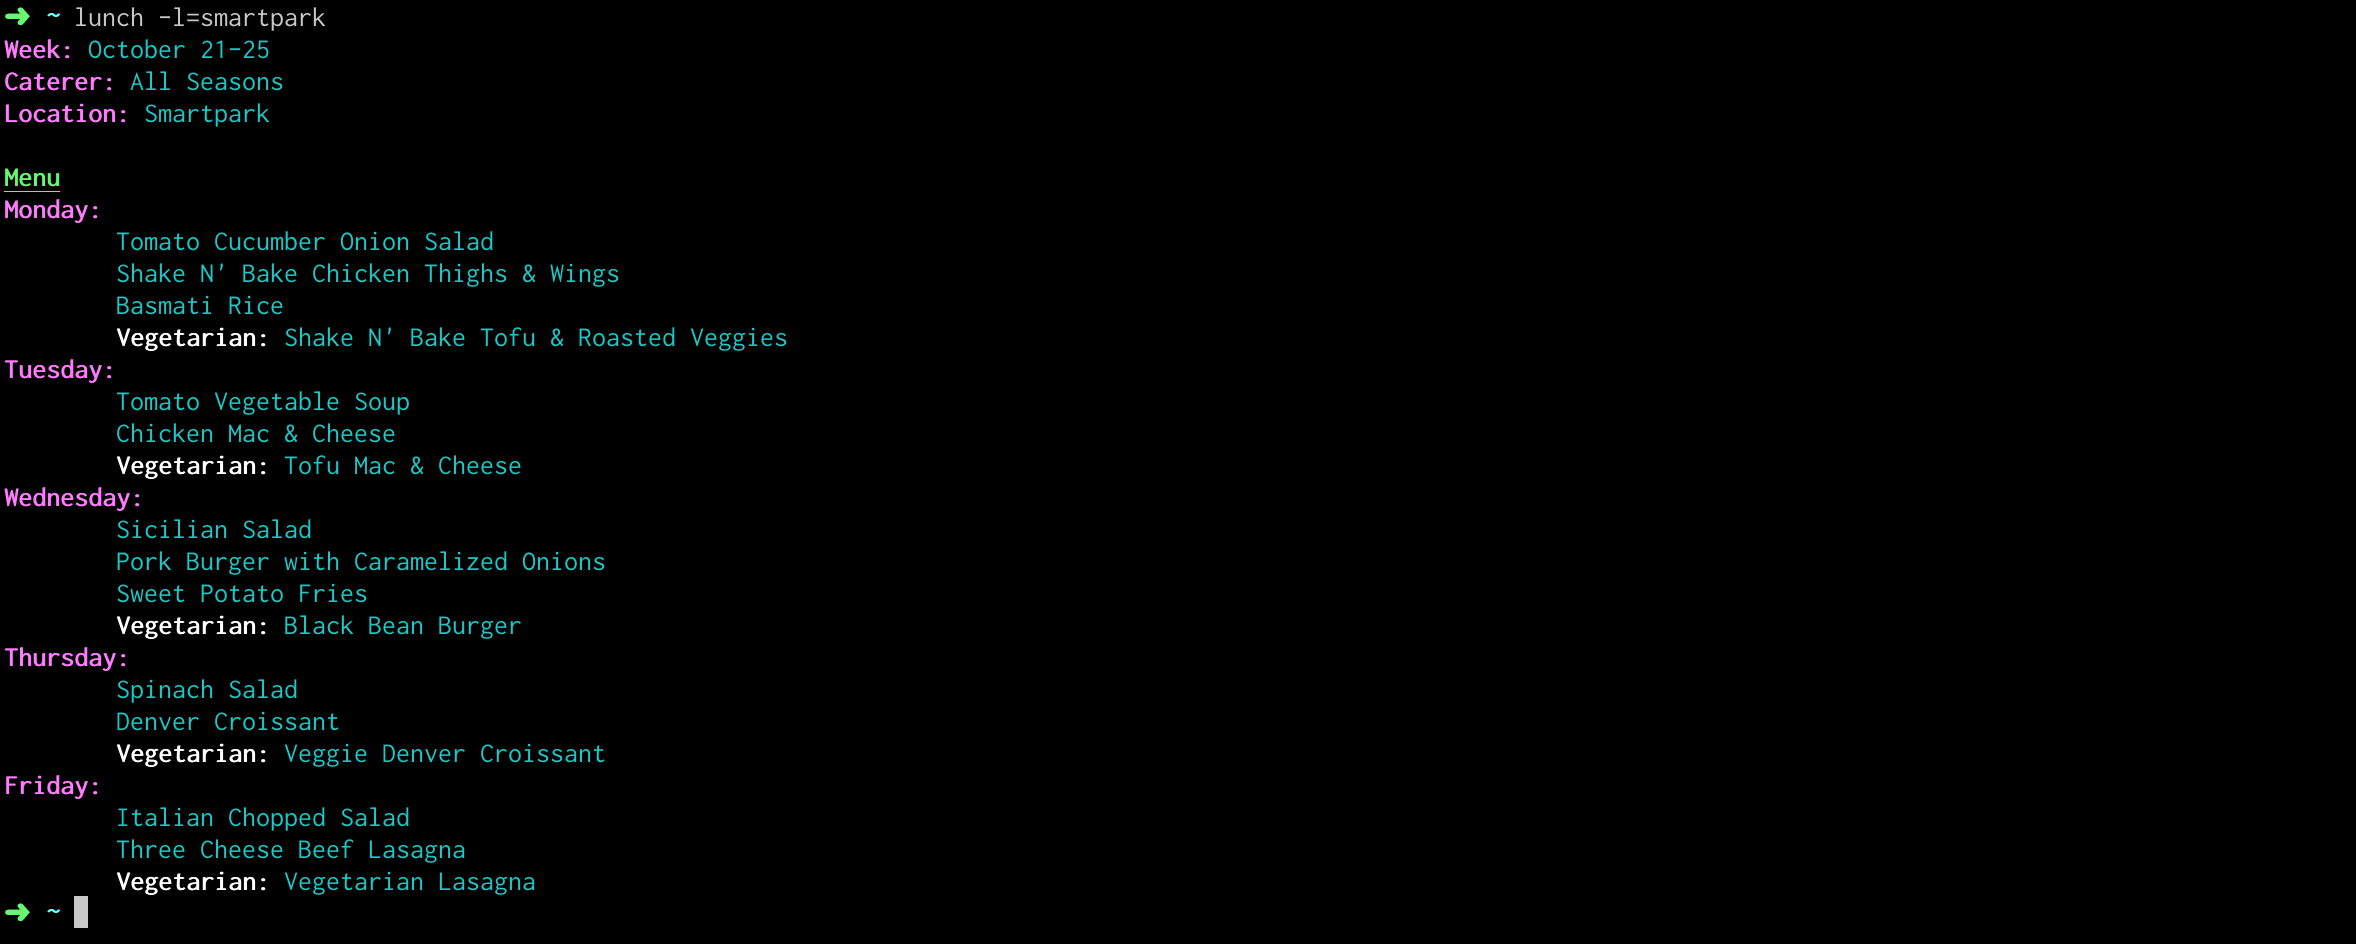 ➜ ~ lunch -l=smartpark
Week: October 21-25
Caterer: All Seasons
Location: Smartpark
Menu
Monday:
Tomato Cucumber Onion Salad
Shake N' Bake Chicken Thighs & Wings
Basmati Rice
Vegetarian: Shake N' Bake Tofu & Roasted Veggies
Tuesday:
Tomato Vegetable Soup
Chicken Mac & Cheese
Vegetarian: Tofu Mac & Cheese
Wednesday:
Sicilian Salad
Pork Burger with Caramelized Onions
Sweet Potato Fries
Vegetarian: Black Bean Burger
Thursday:
Spinach Salad
Denver Croissant
Vegetarian: Veggie Denver Croissant
Friday:
Italian Chopped Salad
Three Cheese Beef Lasagna
Vegetarian: Vegetarian Lasagna
➜ ~